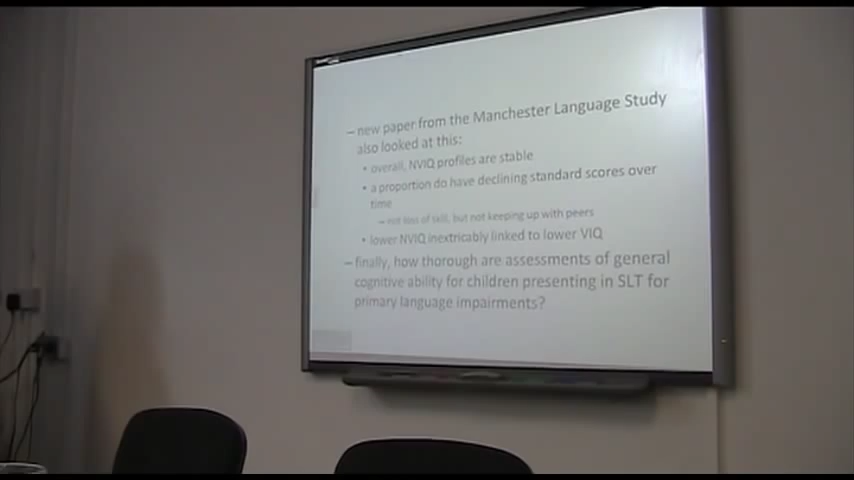 – new paper from the Manchester Language Study
also looked at this:
• overall, NVIQ profiles are stable
• a proportion do have declining standard scores over
time
– not loss of skill, but not keeping up with peers
• lower NVIQ inextricably linked to lower VIQ
– finally, how thorough are assessments of general
cognitive ability for children presenting in SLT for
primary language impairments?